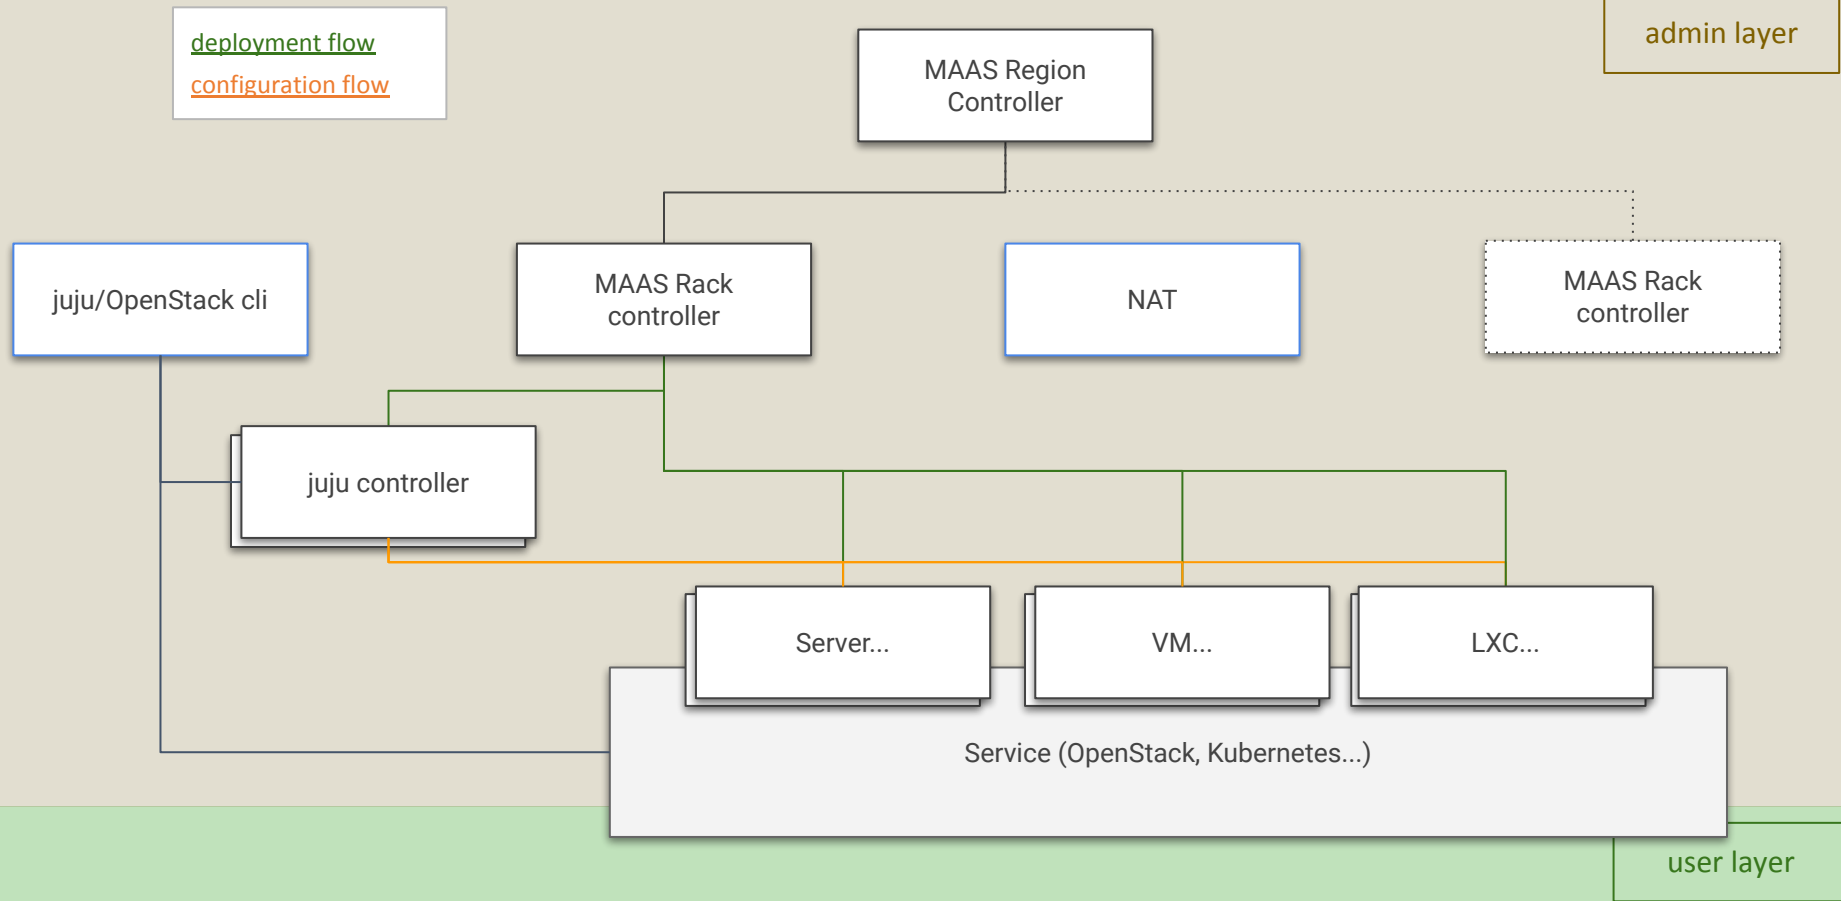 deployment flow
configuration flow
MAAS Region
Controller
admin layer
juju/OpenStack cli
MAAS Rack
controller
NAT
MAAS Rack
controller
juju controller
Server...
VM...
LXC...
Service (OpenStack, Kubernetes...)
user layer